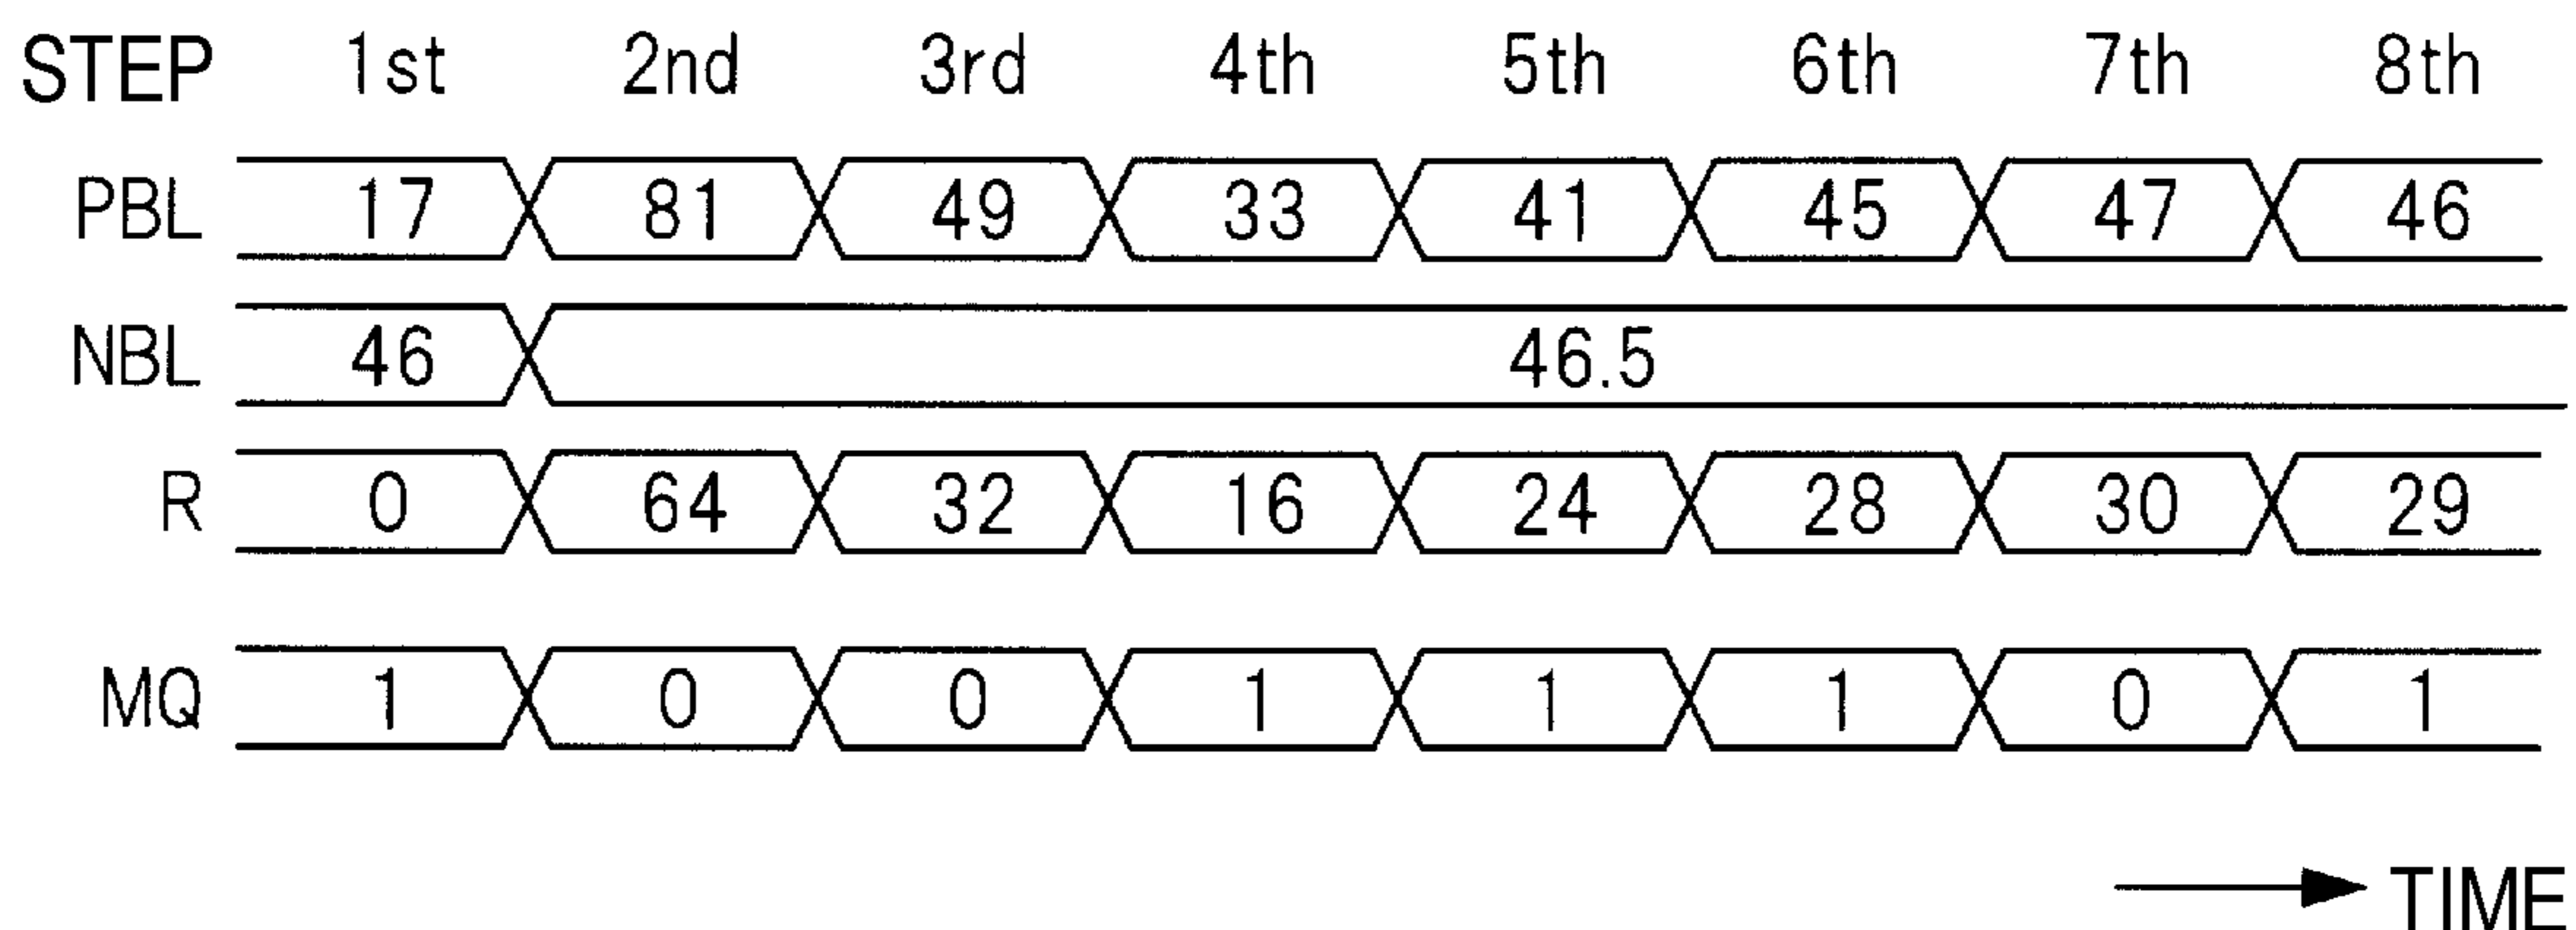 STEP 1st 2nd 3rd 4th 5th 6th 7th 8th
PBL 17 81 49 33 41 45 47 46
NBL 46 46.5
R 0 64 32 16 24 28 30 29
MQ 1 0 0 1 1 1 0 1
TIME